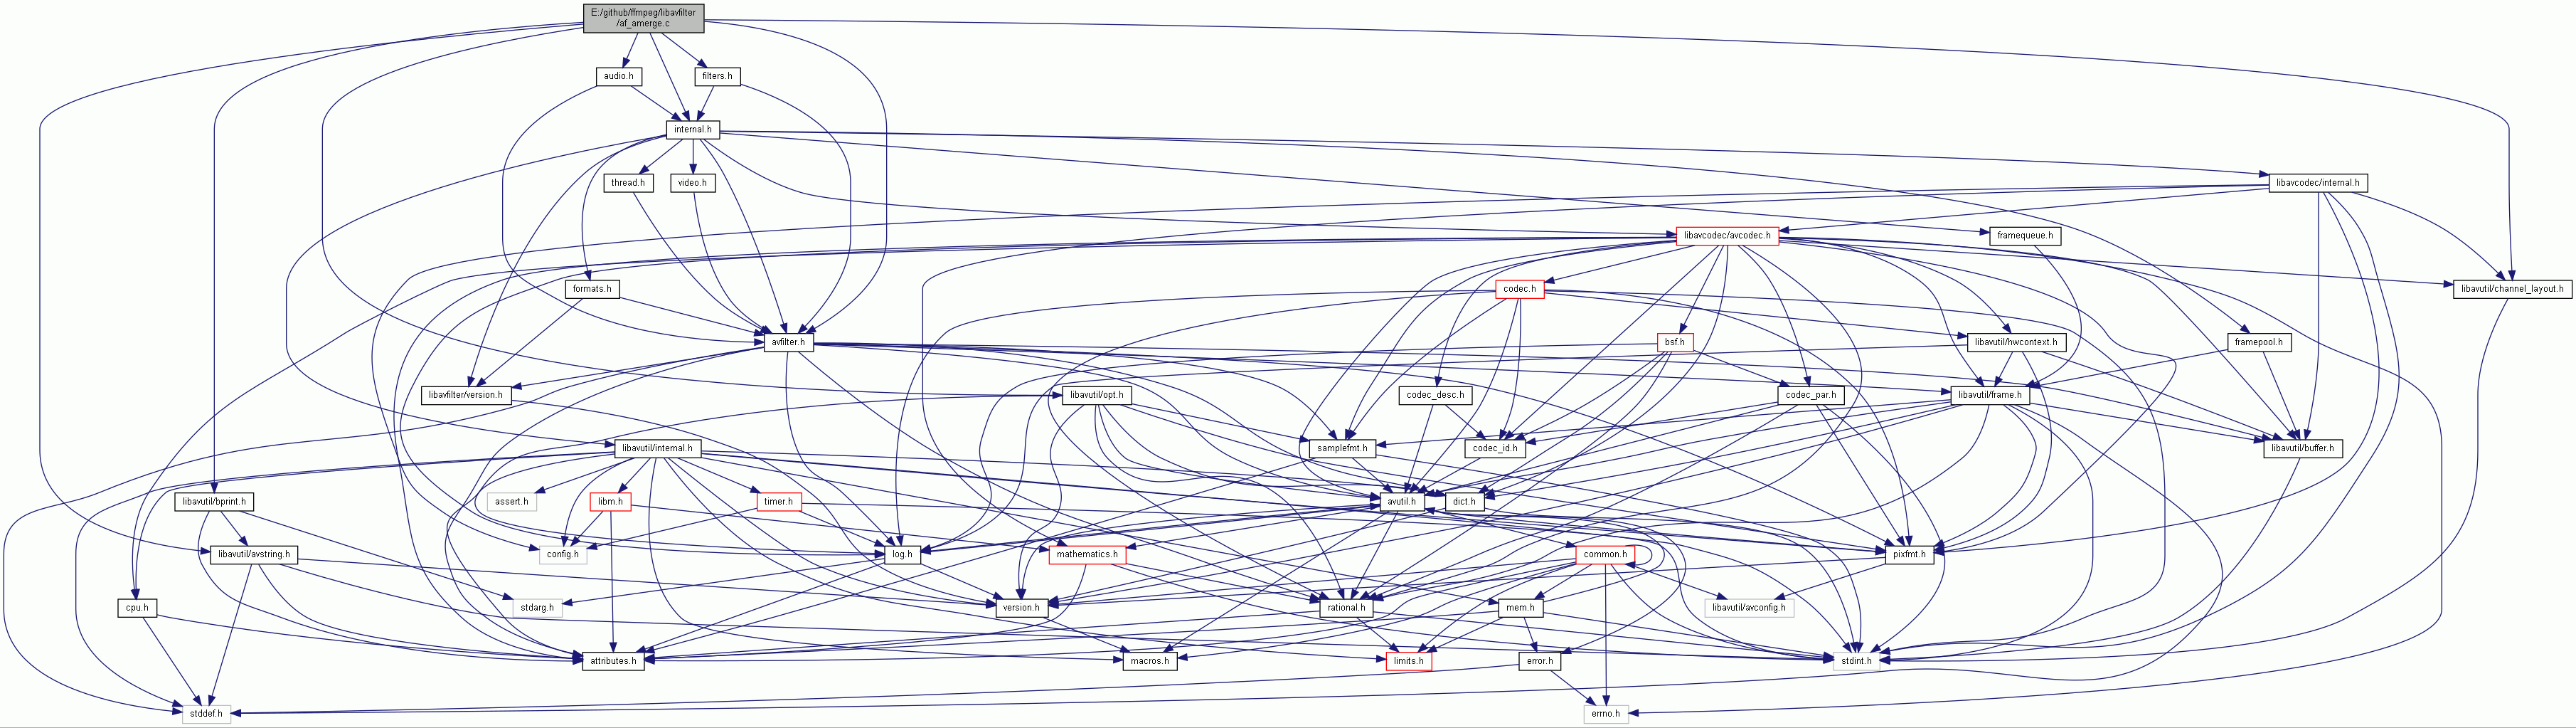 E:/github/ffmpeg/libavfilter
/af_amerge.c
audio.h
filters.h
internal.h
thread.h
video.h
libavcodec/internal.h
libavcodec/avcodec.h
framequeue.h
formats.h
codec.h
libavutil/channel_layout.h
avfilter.h
bsf.h
libavutil/hwcontext.h
framepool.h
libavfilter/version.h
libavutil/opt.h
codec_desc.h
codec_par.h
libavutil/frame.h
libavutil/internal.h
samplefmt.h
codec_id.h
libavutil/buffer.h
libavutil/bprint.h
assert.h
libm.h
timer.h
avutil.h
dict.h
libavutil/avstring.h
config.h
log.h
mathematics.h
common.h
pixfmt.h
cpu.h
stdarg.h
version.h
rational.h
mem.h
libavutil/avconfig.h
attributes.h
macros.h
limits.h
error.h
stdint.h
stddef.h
errno.h